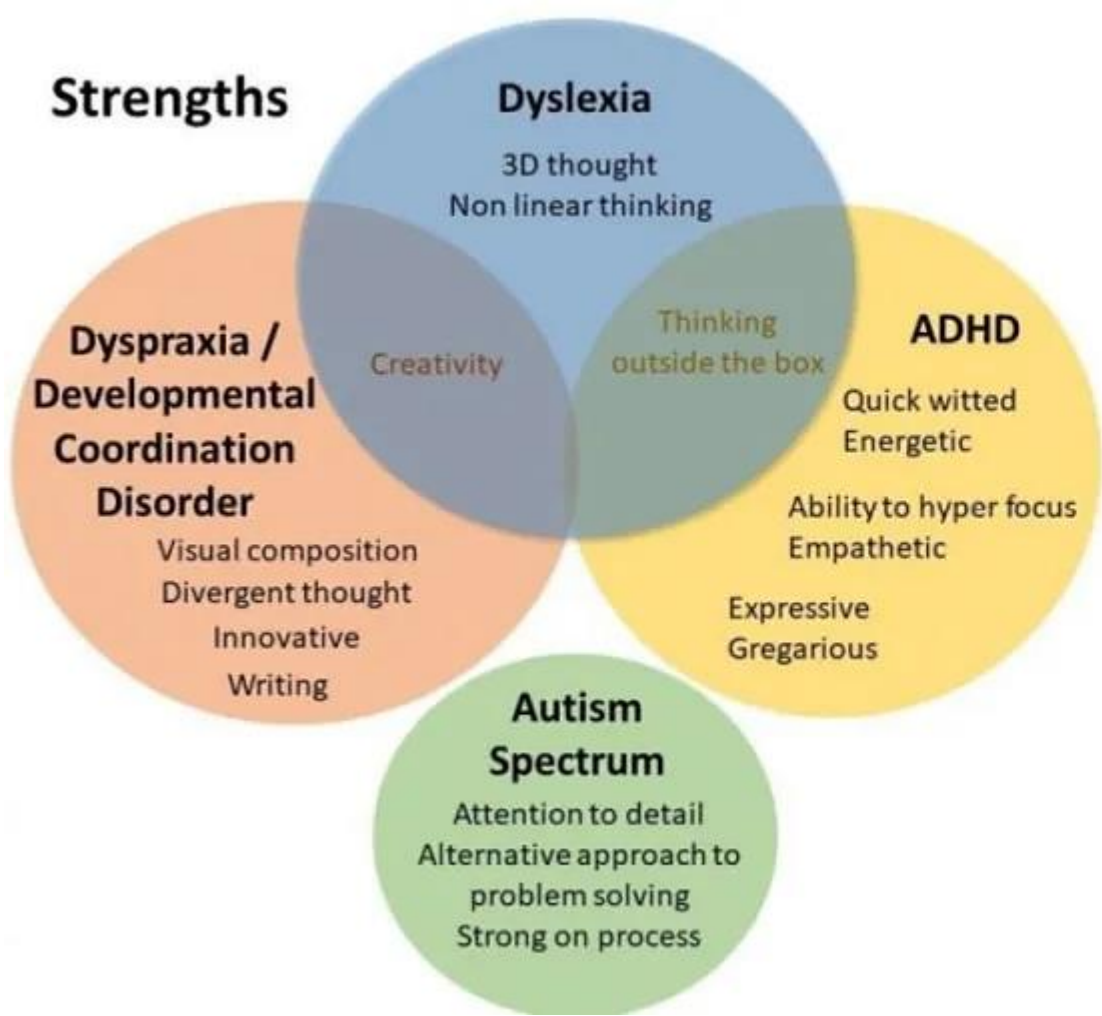 Strengths
Dyslexia
3D thought
Non linear thinking
Dyspraxia /
Developmental
Coordination
Disorder
Visual composition
Divergent thought
Innovative
Writing
Creativity
Thinking
outside the box
ADHD
Quick witted
Energetic
Ability to hyper focus
Empathetic
Expressive
Gregarious
Autism
Spectrum
Attention to detail
Alternative approach to
problem solving
Strong on process